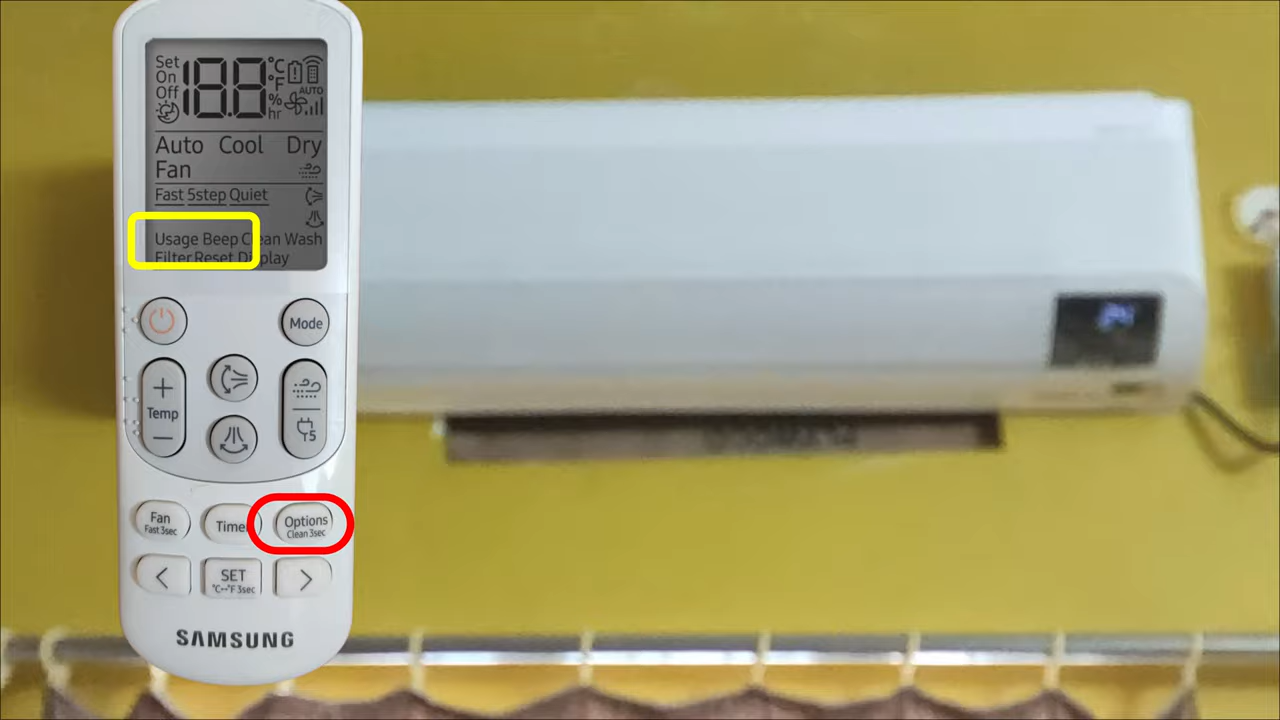 Set
On
Off
18.8
°C
°F
%
hr
AUTO
Auto Cool Dry
Fan
Fast 5step Quiet
Usage Beep Clean Wash
Filter Reset Display
Mode
+
Temp
−
5
Fan
Fast 3sec
Timer
Options
Clean 3sec
<
SET
°C↔°F 3sec
>
SAMSUNG
24